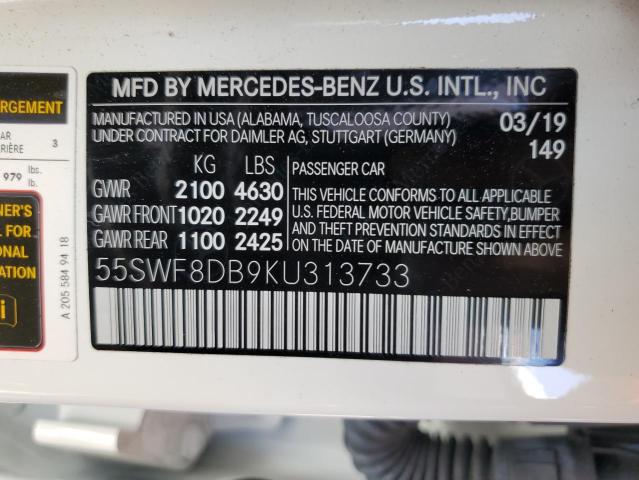 MFD BY MERCEDES-BENZ U.S. INTL., INC
MANUFACTURED IN USA (ALABAMA, TUSCALOOSA COUNTY) 03/19
UNDER CONTRACT FOR DAIMLER AG, STUTTGART (GERMANY) 149
KG LBS PASSENGER CAR
GVWR 2100 4630 THIS VEHICLE CONFORMS TO ALL APPLICABLE
GAWR FRONT 1020 2249 U.S. FEDERAL MOTOR VEHICLE SAFETY, BUMPER
GAWR REAR 1100 2425 AND THEFT PREVENTION STANDARDS IN EFFECT
ON THE DATE OF MANUFACTURE SHOWN ABOVE.
55SWF8DB9KU313733
RGEMENT
AR
RIÈRE 3
979 lbs.
lb.
NER'S
L FOR
ONAL
ON
i
A 205 584 94 18